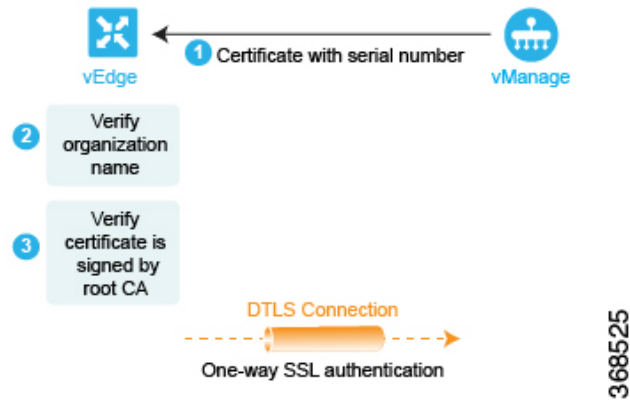 1 Certificate with serial number
vEdge
vManage
2
Verify
organization
name
3
Verify
certificate is
signed by
root CA
DTLS Connection
One-way SSL authentication
368525